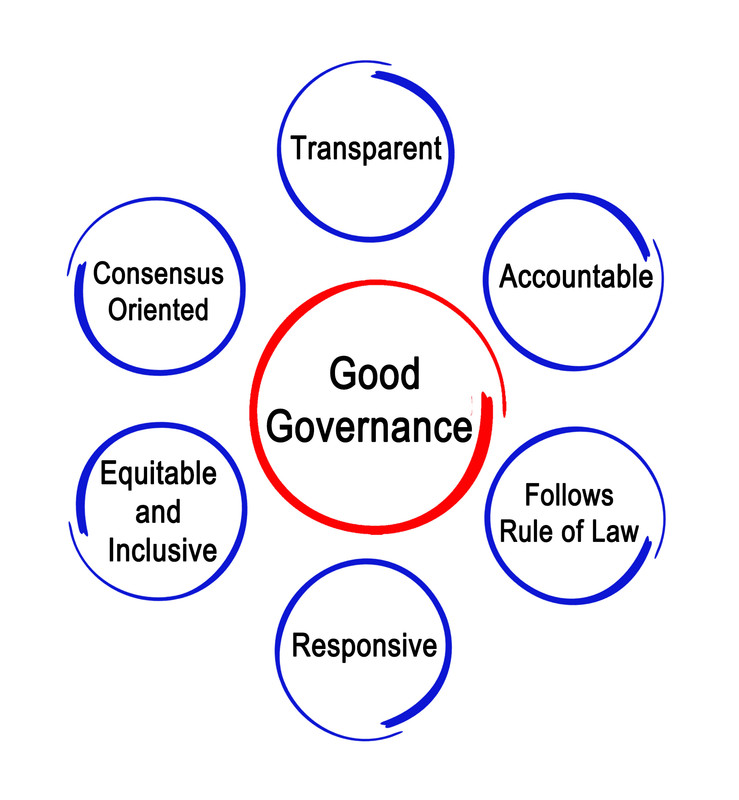 Transparent
Accountable
Follows
Rule of Law
Responsive
Equitable
and
Inclusive
Consensus
Oriented
Good
Governance